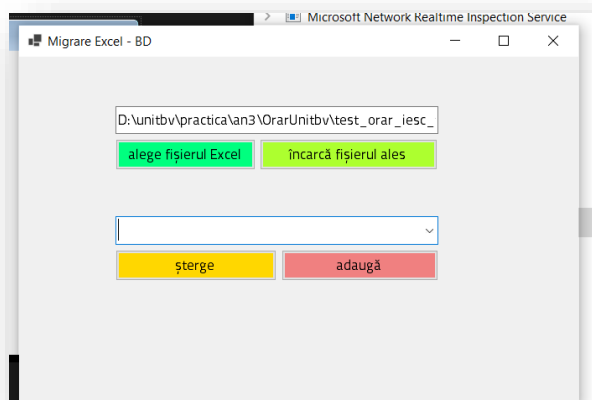 Microsoft Network Realtime Inspection Service
Migrare Excel - BD
D:\unitbv\practica\an3\OrarUnitbv\test_orar_iesc_
alege fișierul Excel
încarcă fișierul ales
șterge
adaugă